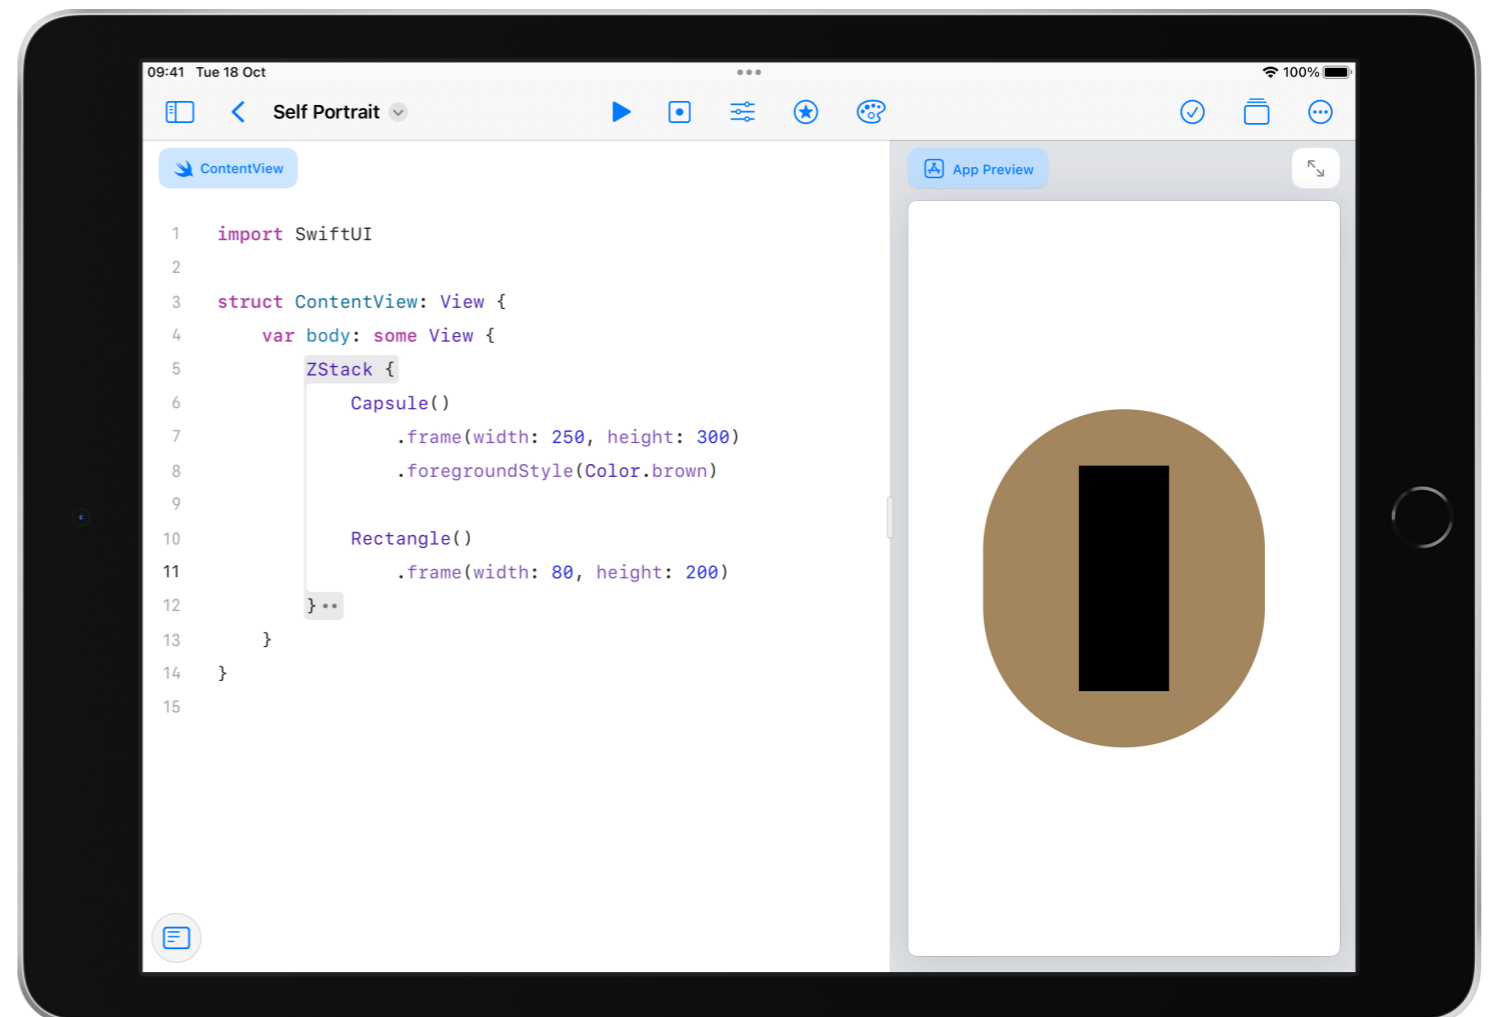 09:41 Tue 18 Oct
100%
Self Portrait
ContentView
App Preview
1 import SwiftUI
2
3 struct ContentView: View {
4 var body: some View {
5 ZStack {
6 Capsule()
7 .frame(width: 250, height: 300)
8 .foregroundStyle(Color.brown)
9
10 Rectangle()
11 .frame(width: 80, height: 200)
12 }
13 }
14 }
15